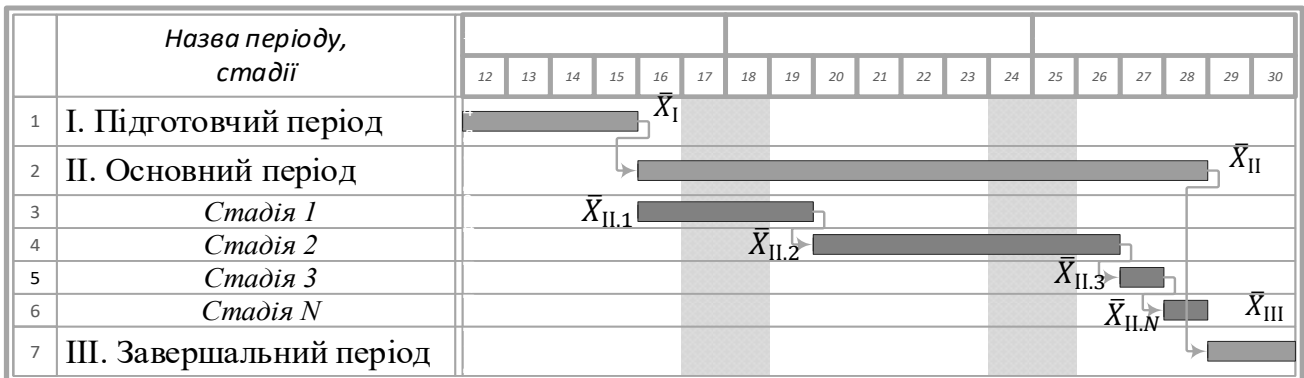 Назва періоду,
стадії
12 13 14 15 16 17 18 19 20 21 22 23 24 25 26 27 28 29 30
1 І. Підготовчий період X̄I
2 ІІ. Основний період X̄II
3 Стадія 1 X̄II.1
4 Стадія 2 X̄II.2
5 Стадія 3 X̄II.3
6 Стадія N X̄II.N X̄III
7 ІІІ. Завершальний період